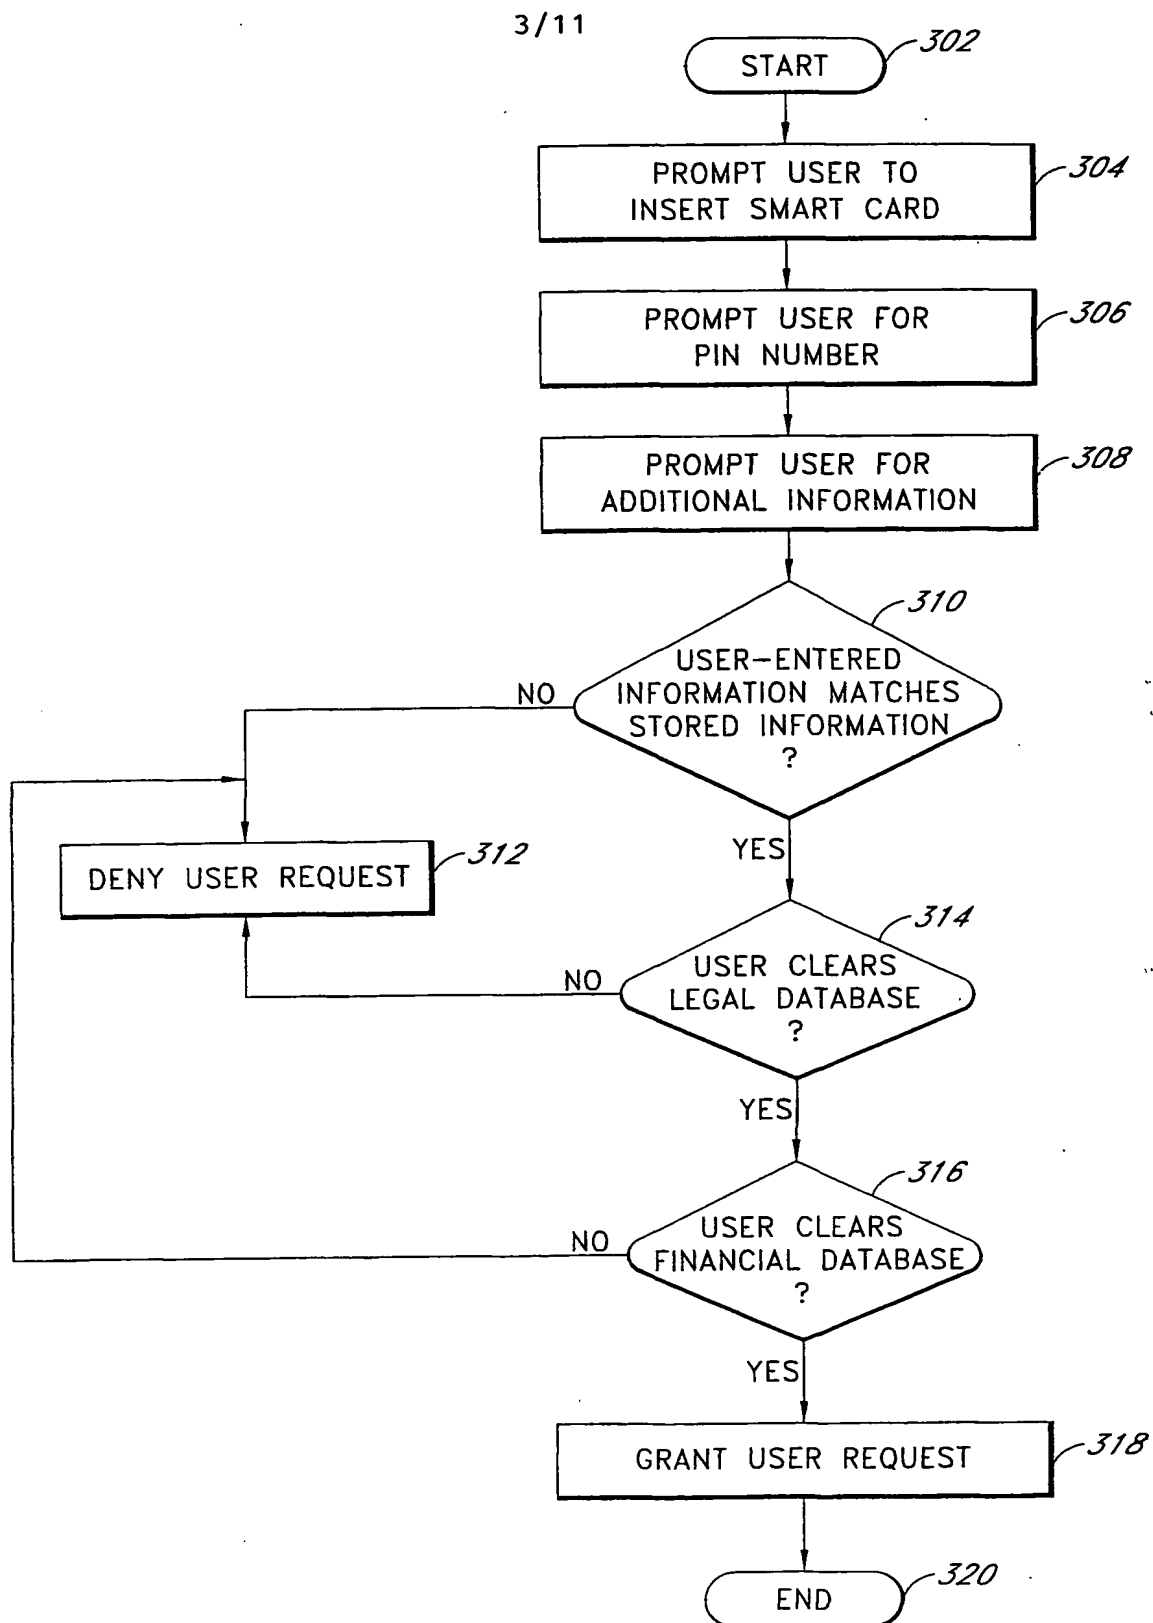 3/11
START
302
PROMPT USER TO
INSERT SMART CARD
304
PROMPT USER FOR
PIN NUMBER
306
PROMPT USER FOR
ADDITIONAL INFORMATION
308
310
USER-ENTERED
INFORMATION MATCHES
STORED INFORMATION
?
NO
YES
DENY USER REQUEST
312
314
USER CLEARS
LEGAL DATABASE
?
NO
YES
316
USER CLEARS
FINANCIAL DATABASE
?
NO
YES
GRANT USER REQUEST
318
END
320